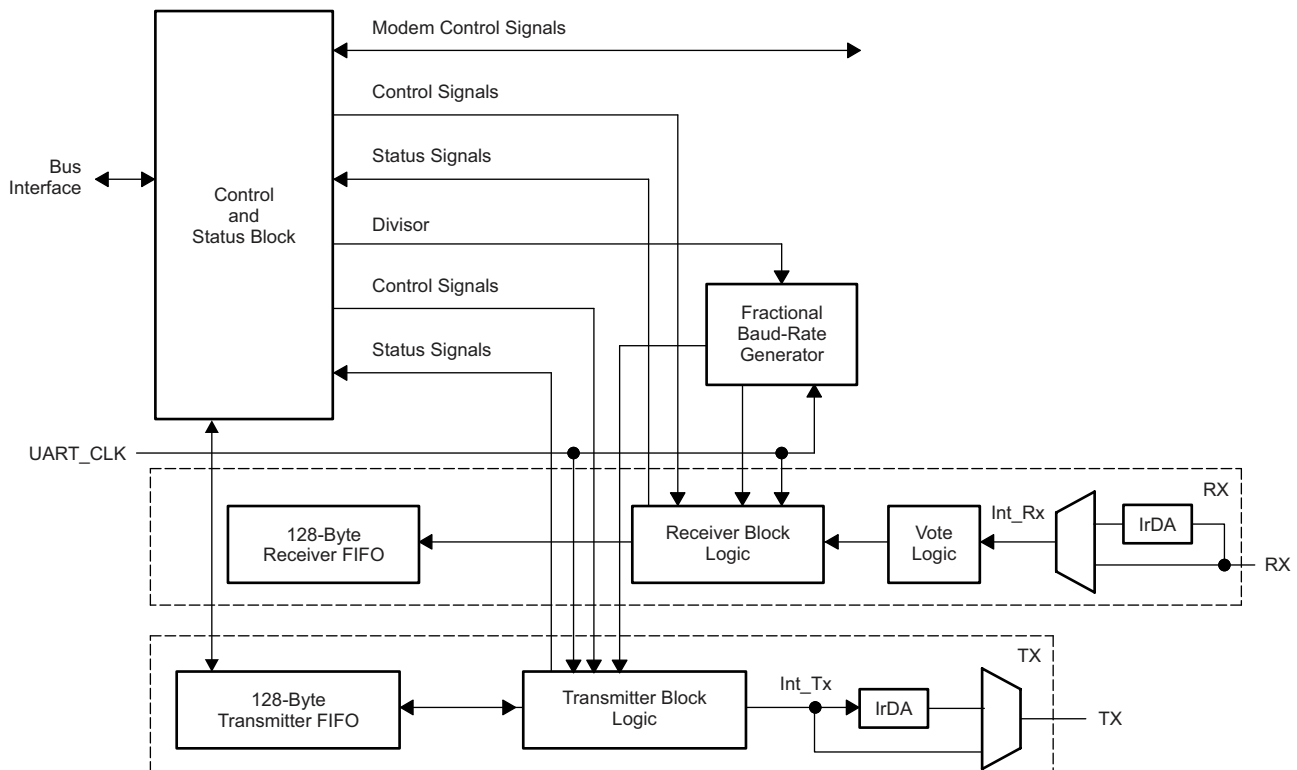 Modem Control Signals
Control Signals
Status Signals
Bus
Interface
Control
and
Status Block
Divisor
Control Signals
Fractional
Baud-Rate
Generator
Status Signals
UART_CLK
RX
128-Byte
Receiver FIFO
Receiver Block
Logic
Vote
Logic
Int_Rx
IrDA
RX
TX
128-Byte
Transmitter FIFO
Transmitter Block
Logic
Int_Tx
IrDA
TX